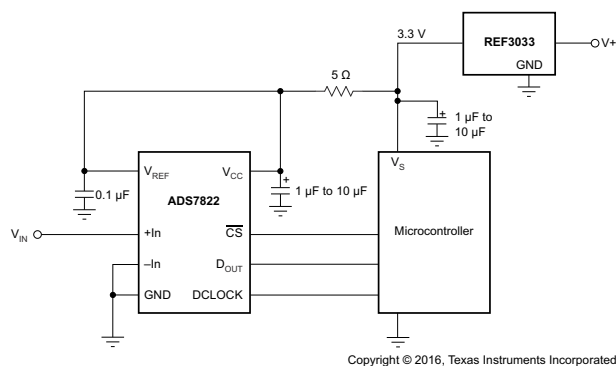 3.3 V
REF3033
V+
GND
5 Ω
1 µF to
10 µF
VREF
VCC
VS
0.1 µF
ADS7822
1 µF to 10 µF
VIN
+In
CS
Microcontroller
–In
DOUT
GND
DCLOCK
Copyright © 2016, Texas Instruments Incorporated